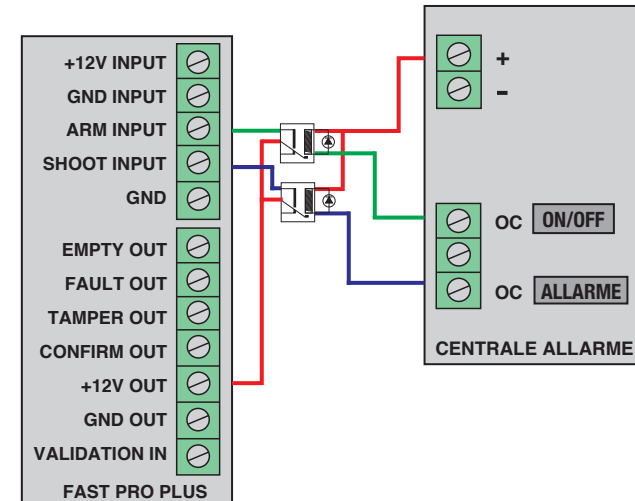 +12V INPUT
GND INPUT
ARM INPUT
SHOOT INPUT
GND
EMPTY OUT
FAULT OUT
TAMPER OUT
CONFIRM OUT
+12V OUT
GND OUT
VALIDATION IN
FAST PRO PLUS
+
-
OC ON/OFF
OC ALLARME
CENTRALE ALLARME